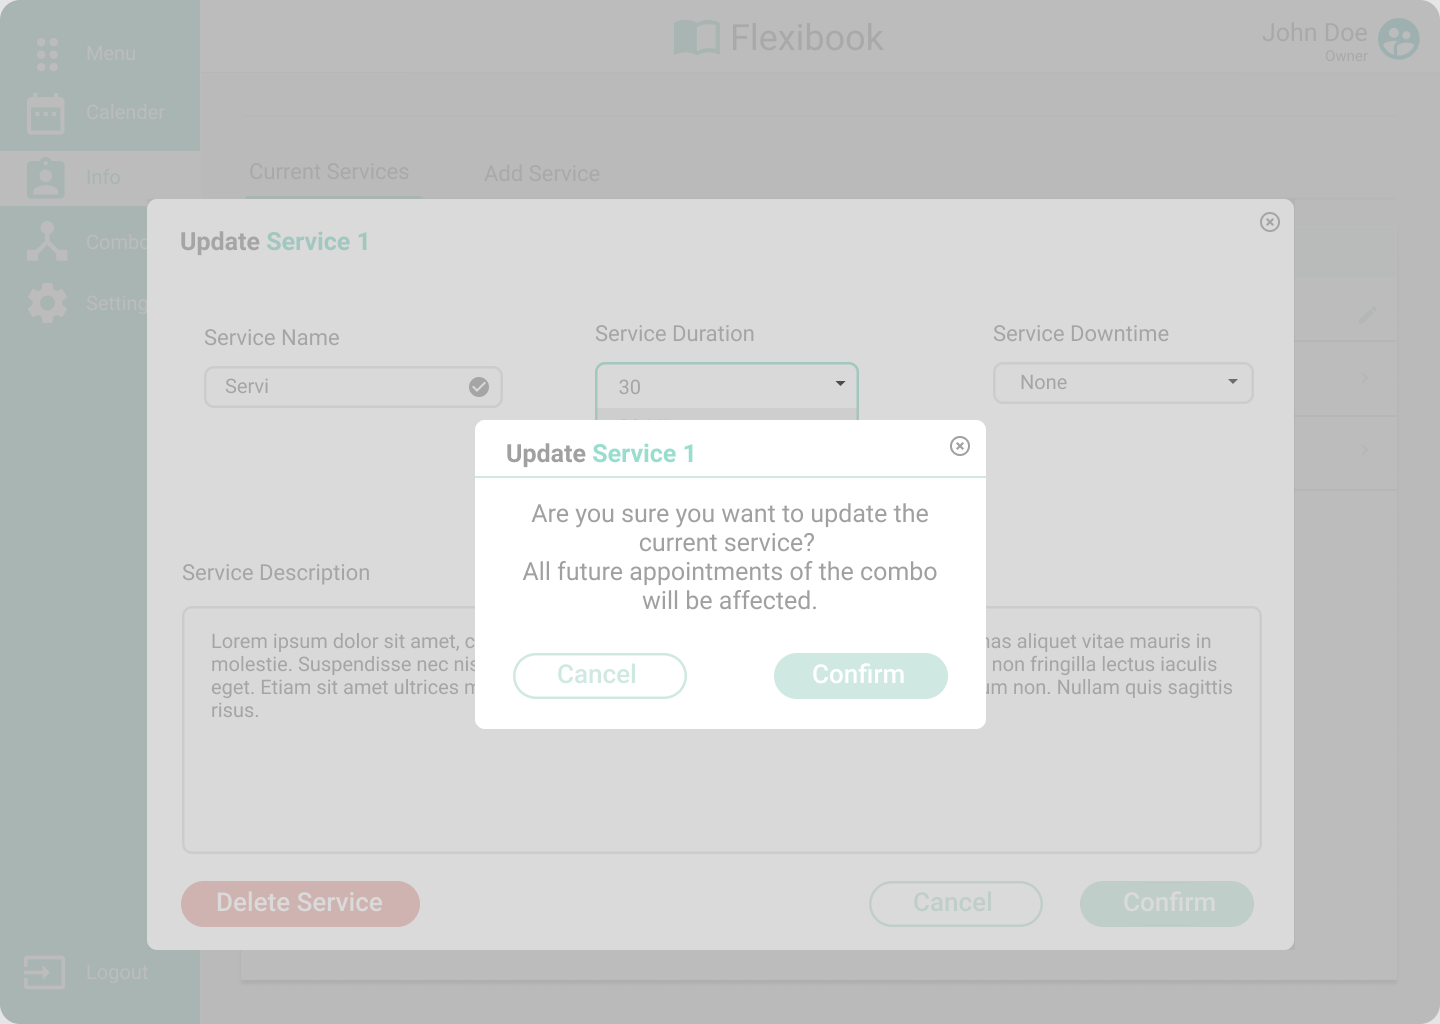 Menu
Flexibook
John Doe
Owner
Calender
Current Services
Add Service
Info
Update Service 1
Combo
Setting
Service Name
Service Duration
Service Downtime
Servi
30
None
Update Service 1
Are you sure you want to update the
current service?
All future appointments of the combo
will be affected.
Cancel
Confirm
Service Description
Lorem ipsum dolor sit amet, c
molestie. Suspendisse nec nis
eget. Etiam sit amet ultrices
risus.
nas aliquet vitae mauris in
non fringilla lectus iaculis
um non. Nullam quis sagittis
Delete Service
Cancel
Confirm
Logout